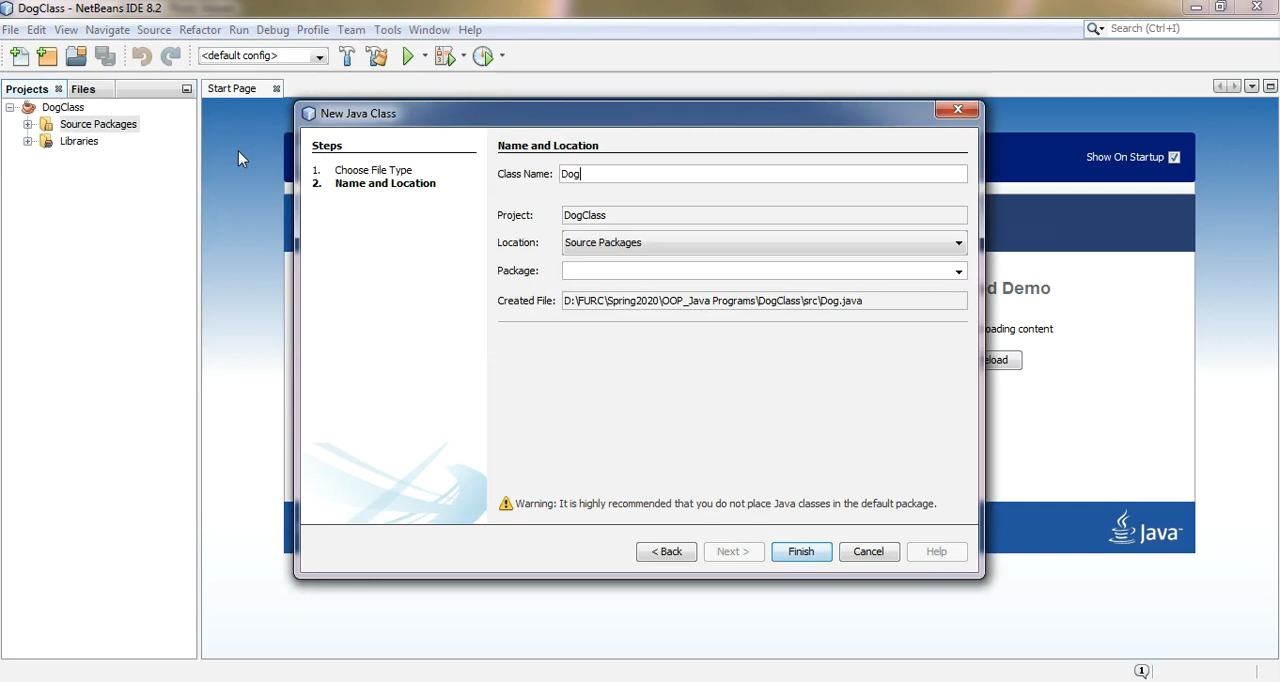 DogClass - NetBeans IDE 8.2
File Edit View Navigate Source Refactor Run Debug Profile Team Tools Window Help
Search (Ctrl+I)
<default config>
Projects Files
Start Page
DogClass
Source Packages
Libraries
Show On Startup
New Java Class
Steps
1. Choose File Type
2. Name and Location
Name and Location
Class Name: Dog
Project: DogClass
Location: Source Packages
Package:
Created File: D:\FURC\Spring2020\OOP_Java Programs\DogClass\src\Dog.java
d Demo
oading content
eload
Warning: It is highly recommended that you do not place Java classes in the default package.
< Back Next > Finish Cancel Help
Java™
1